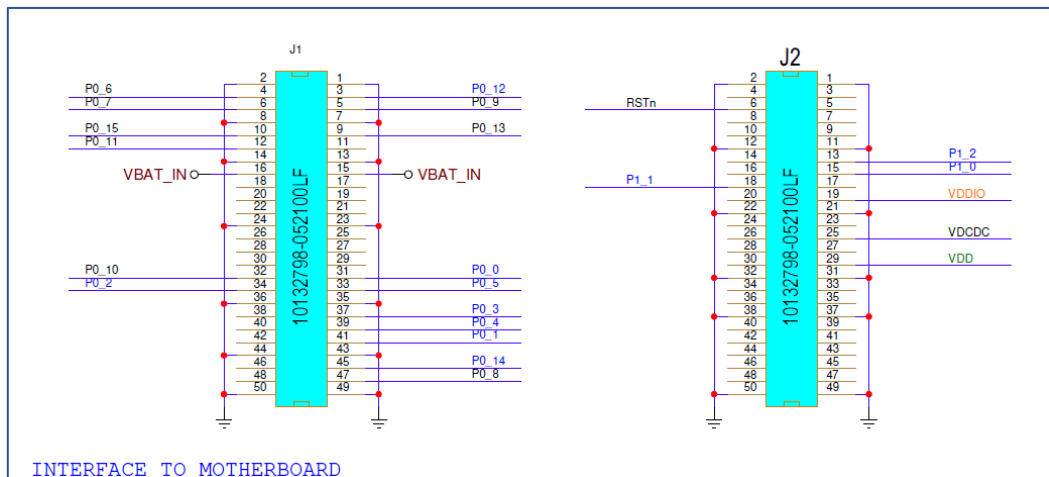 J1
J2
2 1
4 3
6 5
8 7
10 9
12 11
14 13
16 15
18 17
20 19
22 21
24 23
26 25
28 27
30 29
32 31
34 33
36 35
38 37
40 39
42 41
44 43
46 45
48 47
50 49
P0_6
P0_7
P0_15
P0_11
VBAT_IN
P0_10
P0_2
10132798-052100LF
P0_12
P0_9
P0_13
VBAT_IN
P0_0
P0_5
P0_3
P0_4
P0_1
P0_14
P0_8
2 1
4 3
6 5
8 7
10 9
12 11
14 13
16 15
18 17
20 19
22 21
24 23
26 25
28 27
30 29
32 31
34 33
36 35
38 37
40 39
42 41
44 43
46 45
48 47
50 49
RSTn
P1_1
10132798-052100LF
P1_2
P1_0
VDDIO
VDCDC
VDD
INTERFACE TO MOTHERBOARD